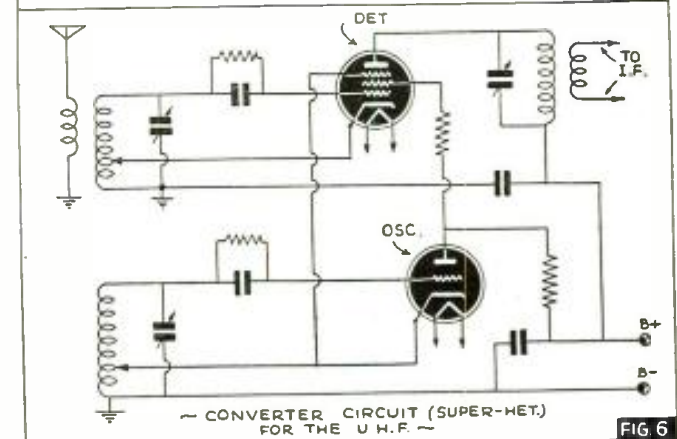 DET
TO
I.F.
OSC.
B+
B-
~ CONVERTER CIRCUIT (SUPER-HET.)
FOR THE U H.F. ~
FIG. 6